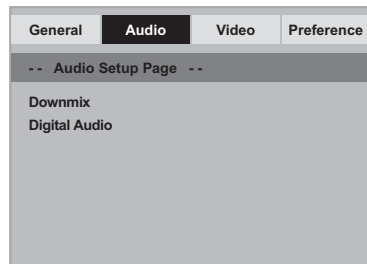 General Audio Video Preference
- - Audio Setup Page - -
Downmix
Digital Audio